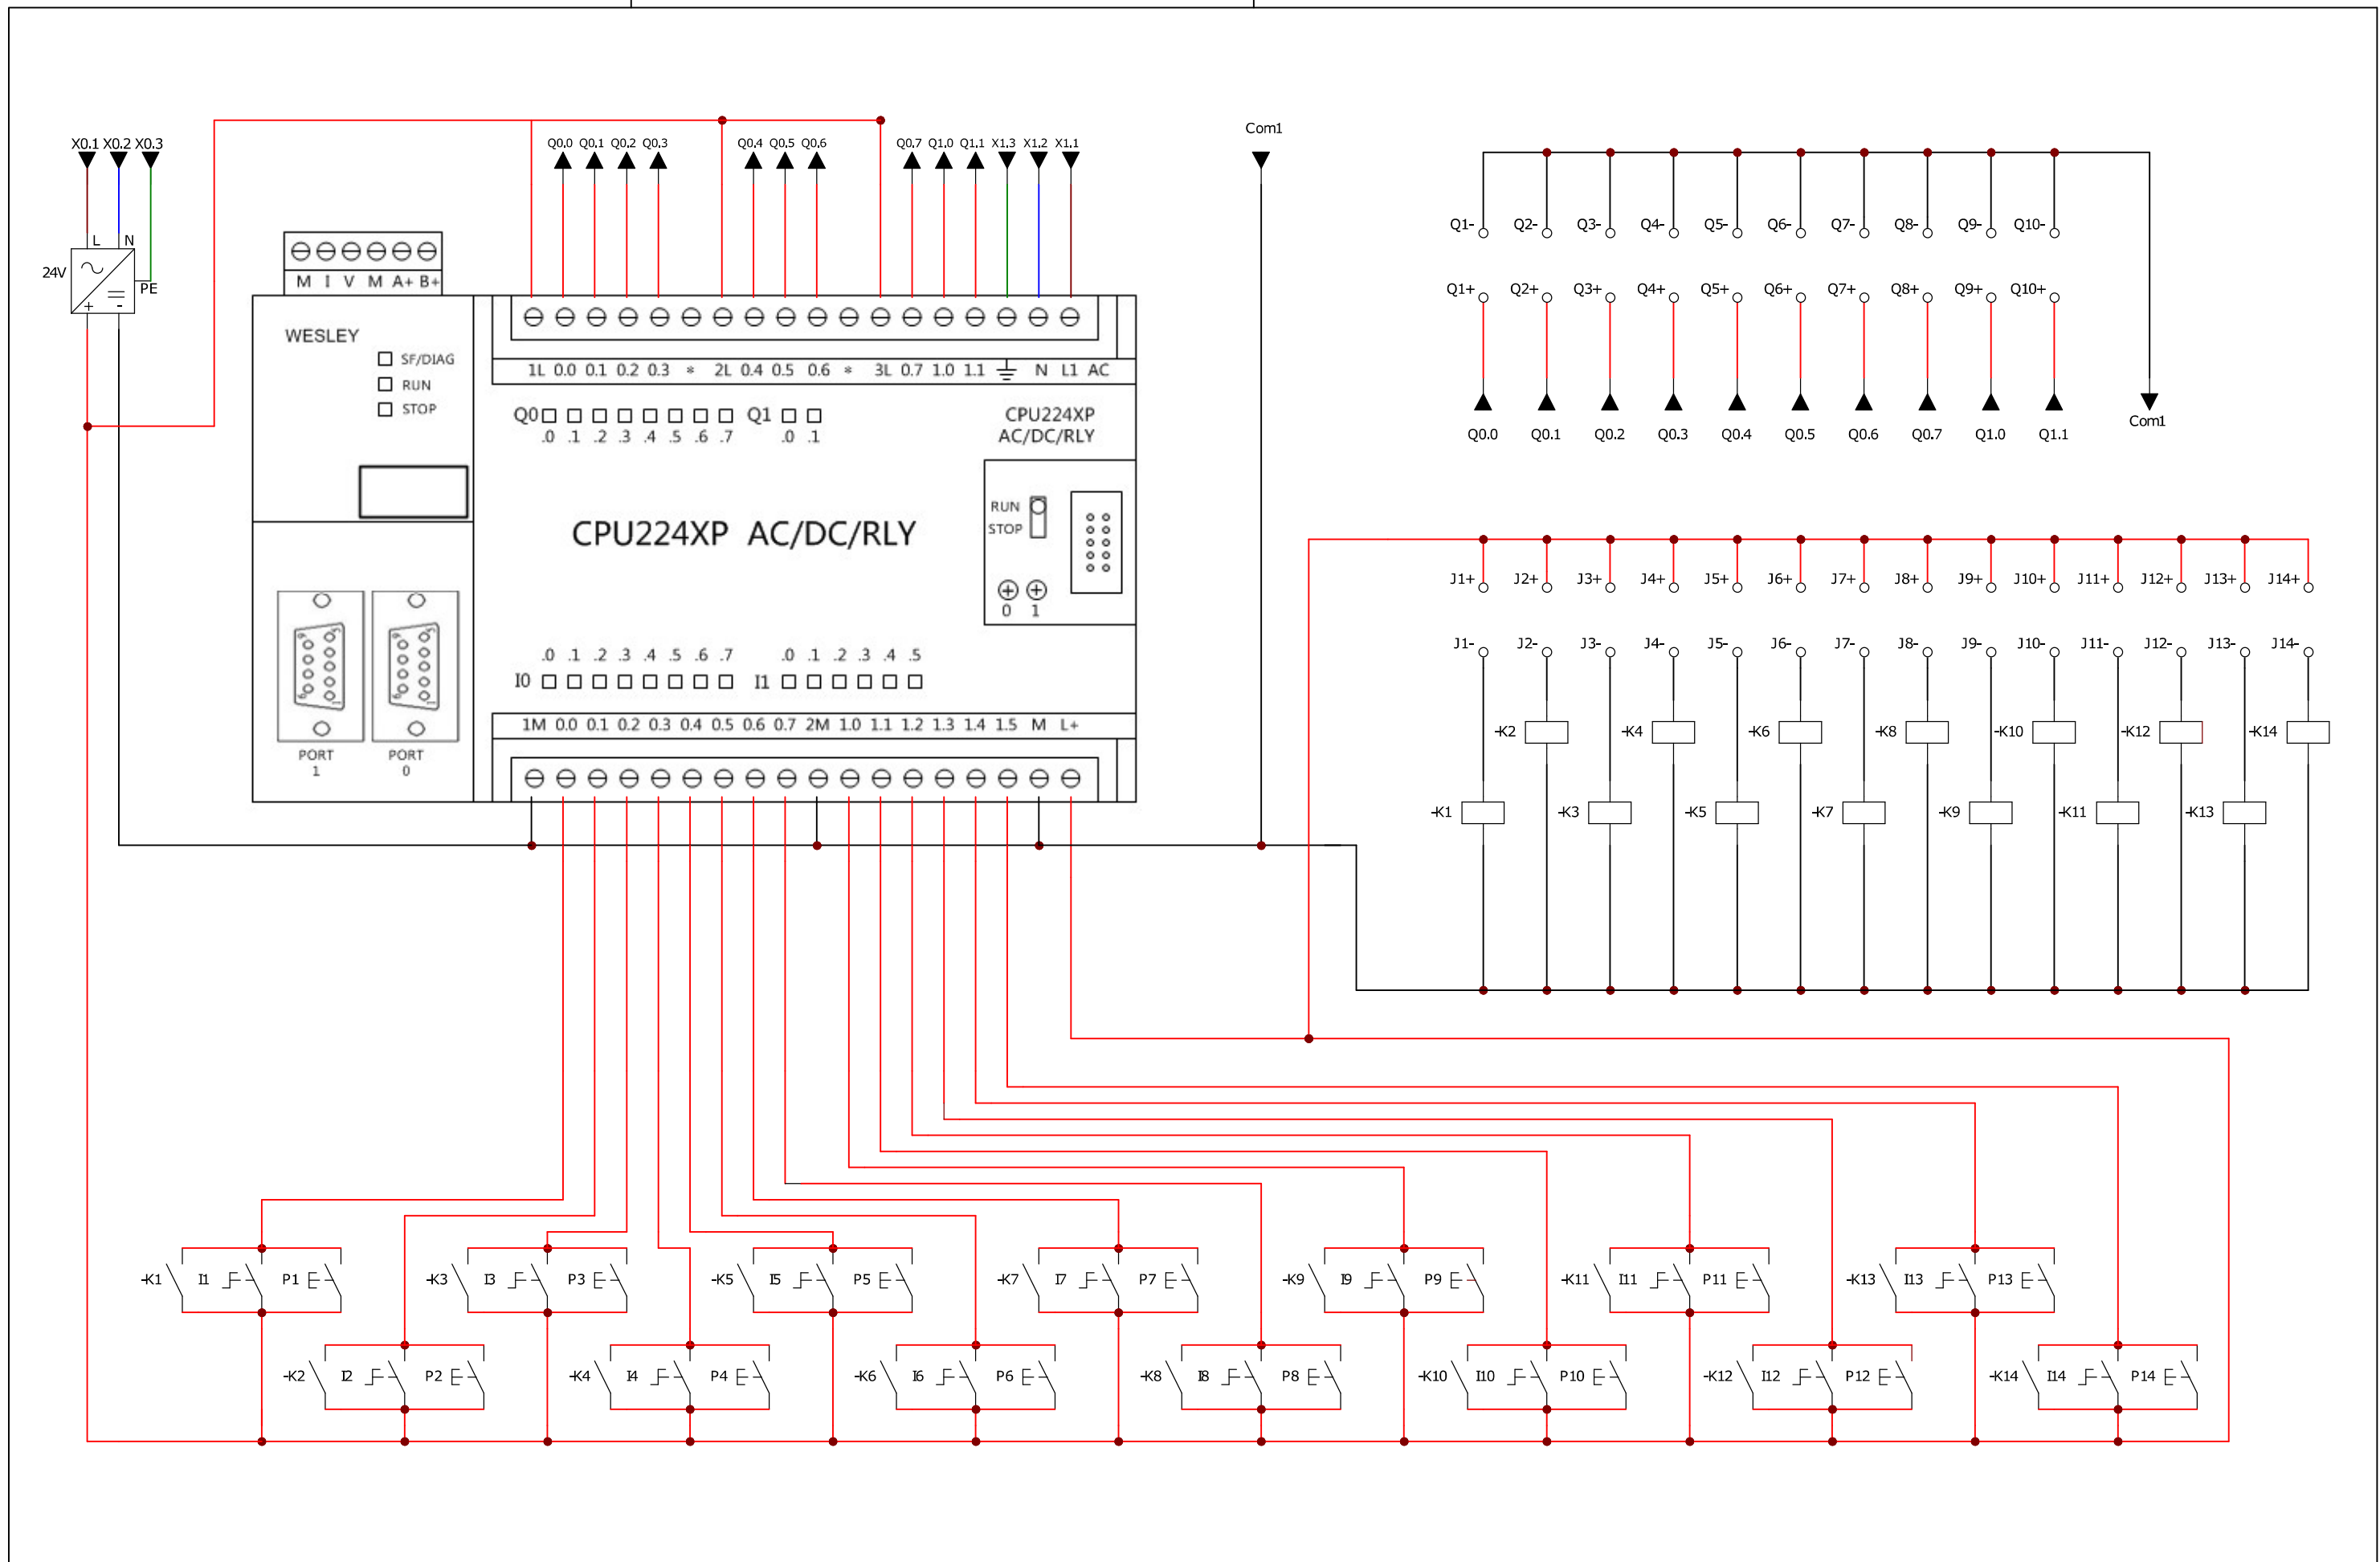 X0.1 X0.2 X0.3
Q0.0 Q0.1 Q0.2 Q0.3 Q0.4 Q0.5 Q0.6 Q0.7 Q1.0 Q1.1 X1.3 X1.2 X1.1
Com1
L N
24V
PE
+ -
M I V M A+ B+
WESLEY
SF/DIAG
RUN
STOP
1L 0.0 0.1 0.2 0.3 * 2L 0.4 0.5 0.6 * 3L 0.7 1.0 1.1 N L1 AC
Q0 Q1
.0 .1 .2 .3 .4 .5 .6 .7 .0 .1
CPU224XP
AC/DC/RLY
CPU224XP AC/DC/RLY
RUN
STOP
0 1
.0 .1 .2 .3 .4 .5 .6 .7 .0 .1 .2 .3 .4 .5
I0 I1
1M 0.0 0.1 0.2 0.3 0.4 0.5 0.6 0.7 2M 1.0 1.1 1.2 1.3 1.4 1.5 M L+
PORT
1
PORT
0
Q1- Q2- Q3- Q4- Q5- Q6- Q7- Q8- Q9- Q10-
Q1+ Q2+ Q3+ Q4+ Q5+ Q6+ Q7+ Q8+ Q9+ Q10+
Q0.0 Q0.1 Q0.2 Q0.3 Q0.4 Q0.5 Q0.6 Q0.7 Q1.0 Q1.1
Com1
J1+ J2+ J3+ J4+ J5+ J6+ J7+ J8+ J9+ J10+ J11+ J12+ J13+ J14+
J1- J2- J3- J4- J5- J6- J7- J8- J9- J10- J11- J12- J13- J14-
-K2 -K4 -K6 -K8 -K10 -K12 -K14
-K1 -K3 -K5 -K7 -K9 -K11 -K13
-K1 I1 P1 -K3 I3 P3 -K5 I5 P5 -K7 I7 P7 -K9 I9 P9 -K11 I11 P11 -K13 I13 P13
-K2 I2 P2 -K4 I4 P4 -K6 I6 P6 -K8 I8 P8 -K10 I10 P10 -K12 I12 P12 -K14 I14 P14